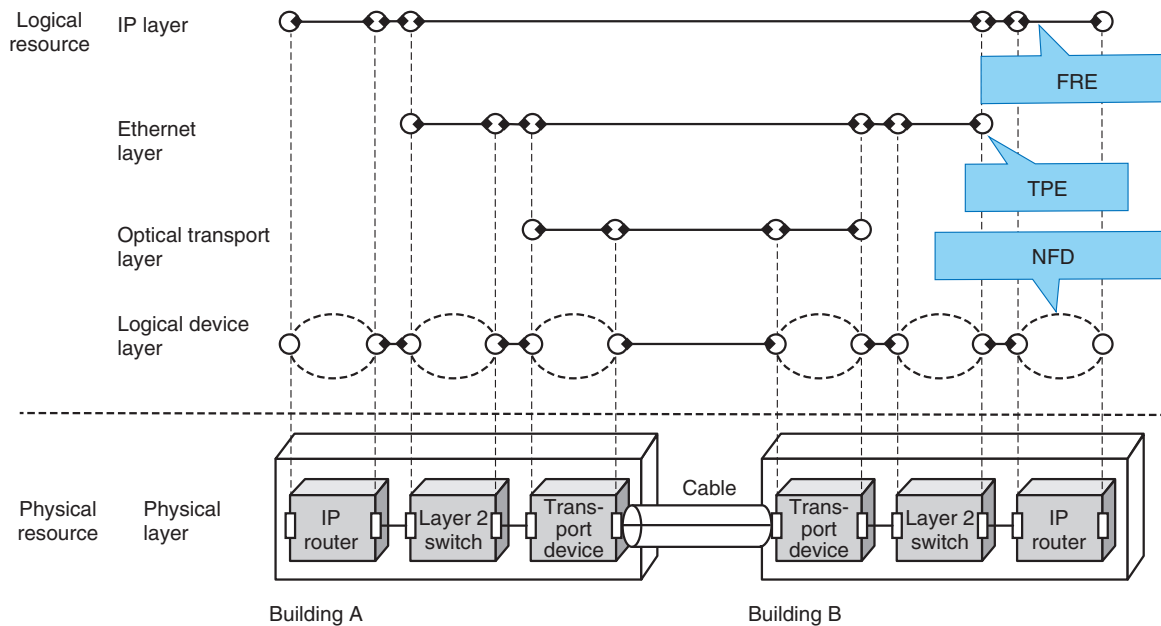 Logical
resource
IP layer
FRE
Ethernet
layer
TPE
Optical transport
layer
NFD
Logical device
layer
Physical
resource
Physical
layer
IP
router
Layer 2
switch
Trans-
port
device
Cable
Trans-
port
device
Layer 2
switch
IP
router
Building A
Building B